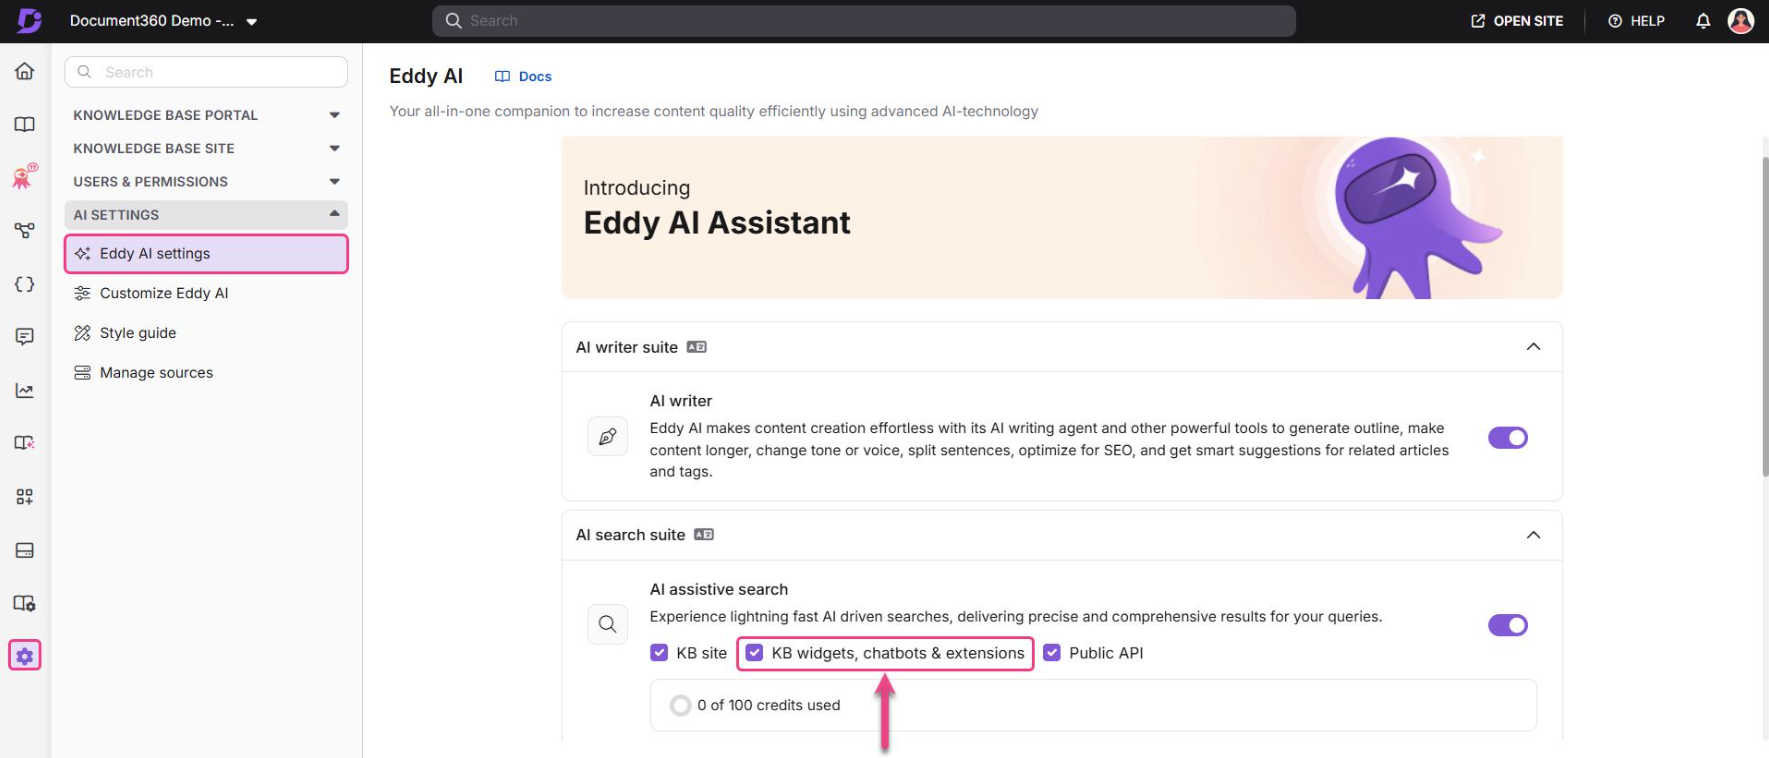 Document360 Demo -...
Search
OPEN SITE
HELP
Search
KNOWLEDGE BASE PORTAL
KNOWLEDGE BASE SITE
USERS & PERMISSIONS
AI SETTINGS
Eddy AI settings
Customize Eddy AI
Style guide
Manage sources
Eddy AI
Docs
Your all-in-one companion to increase content quality efficiently using advanced AI-technology
Introducing
Eddy AI Assistant
AI writer suite
AI writer
Eddy AI makes content creation effortless with its AI writing agent and other powerful tools to generate outline, make
content longer, change tone or voice, split sentences, optimize for SEO, and get smart suggestions for related articles
and tags.
AI search suite
AI assistive search
Experience lightning fast AI driven searches, delivering precise and comprehensive results for your queries.
KB site
KB widgets, chatbots & extensions
Public API
0 of 100 credits used